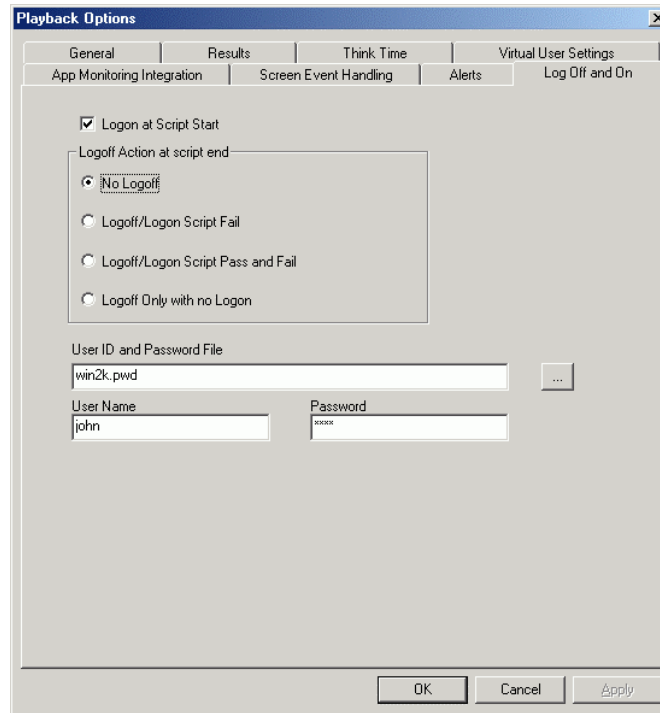 Playback Options
General Results Think Time Virtual User Settings
App Monitoring Integration Screen Event Handling Alerts Log Off and On
Logon at Script Start
Logoff Action at script end
No Logoff
Logoff/Logon Script Fail
Logoff/Logon Script Pass and Fail
Logoff Only with no Logon
User ID and Password File
win2k.pwd ...
User Name Password
john ××××
OK Cancel Apply